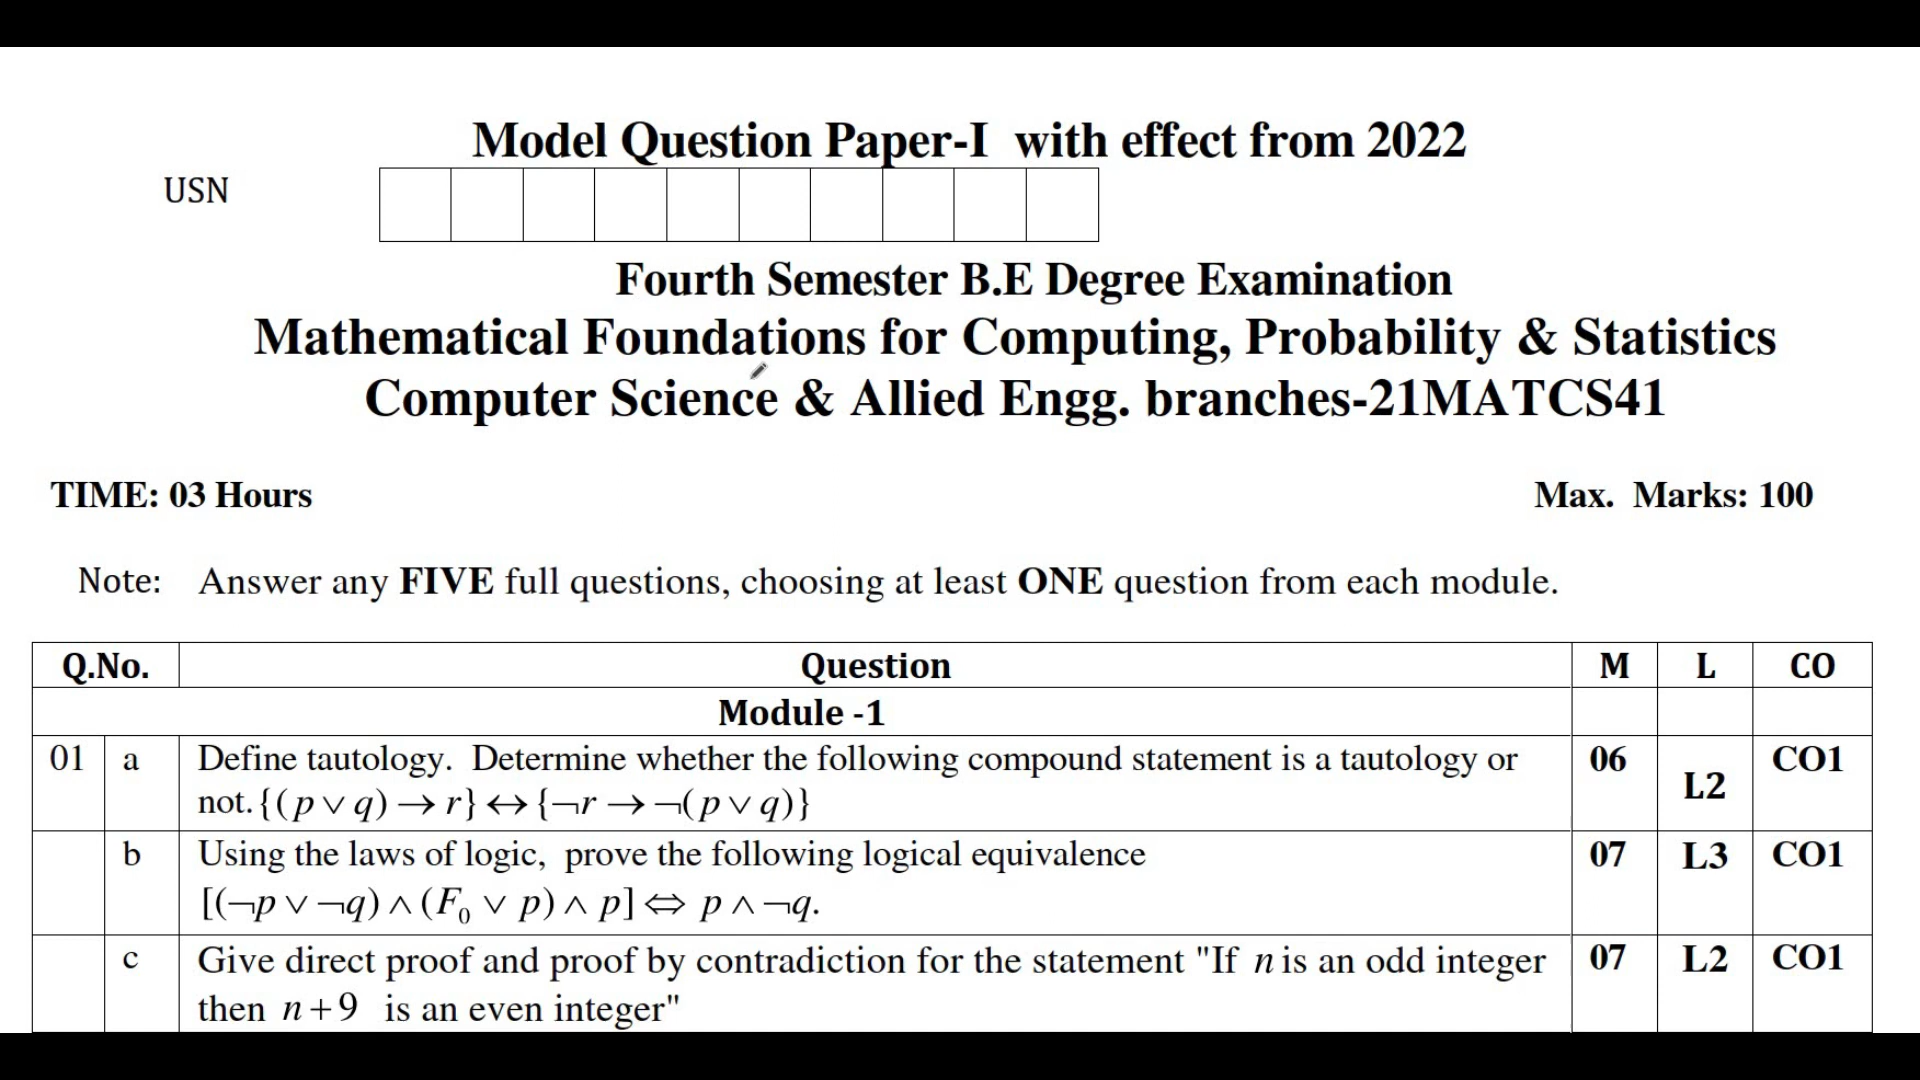 Model Question Paper-I with effect from 2022
USN
Fourth Semester B.E Degree Examination
Mathematical Foundations for Computing, Probability & Statistics
Computer Science & Allied Engg. branches-21MATCS41
TIME: 03 Hours Max. Marks: 100
Note: Answer any FIVE full questions, choosing at least ONE question from each module.
Q.No. Question M L CO
Module -1
01 a Define tautology. Determine whether the following compound statement is a tautology or 06 L2 CO1
not. {( p ∨ q) → r} ↔ {¬r → ¬( p ∨ q)}
b Using the laws of logic, prove the following logical equivalence 07 L3 CO1
[(¬p ∨ ¬q) ∧ (F₀ ∨ p) ∧ p] ⇔ p ∧ ¬q.
c Give direct proof and proof by contradiction for the statement "If n is an odd integer 07 L2 CO1
then n + 9 is an even integer"